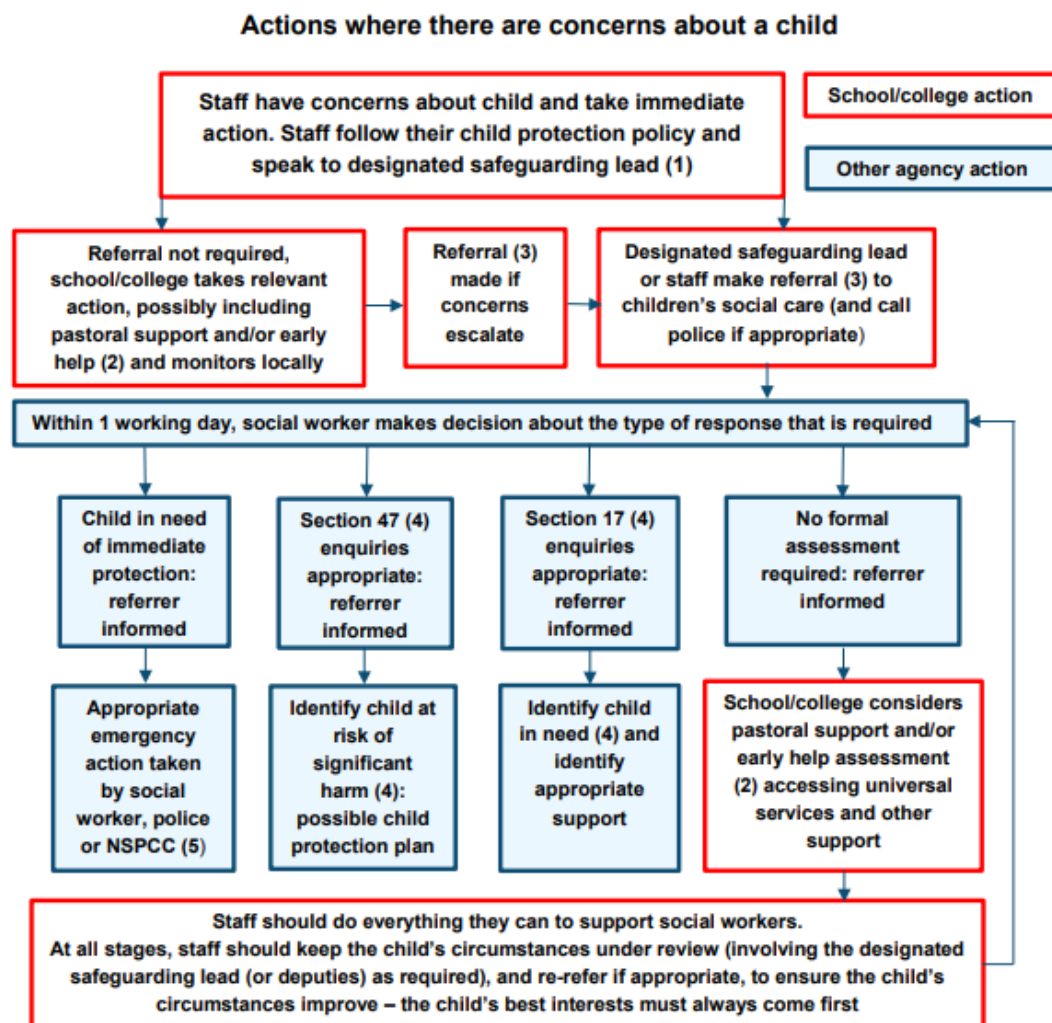 Actions where there are concerns about a child
Staff have concerns about child and take immediate
action. Staff follow their child protection policy and
speak to designated safeguarding lead (1)
School/college action
Other agency action
Referral not required,
school/college takes relevant
action, possibly including
pastoral support and/or early
help (2) and monitors locally
Referral (3)
made if
concerns
escalate
Designated safeguarding lead
or staff make referral (3) to
children’s social care (and call
police if appropriate)
Within 1 working day, social worker makes decision about the type of response that is required
Child in need
of immediate
protection:
referrer
informed
Section 47 (4)
enquiries
appropriate:
referrer
informed
Section 17 (4)
enquiries
appropriate:
referrer
informed
No formal
assessment
required: referrer
informed
Appropriate
emergency
action taken
by social
worker, police
or NSPCC (5)
Identify child at
risk of
significant
harm (4):
possible child
protection plan
Identify child
in need (4) and
identify
appropriate
support
School/college considers
pastoral support and/or
early help assessment
(2) accessing universal
services and other
support
Staff should do everything they can to support social workers.
At all stages, staff should keep the child’s circumstances under review (involving the designated
safeguarding lead (or deputies) as required), and re-refer if appropriate, to ensure the child’s
circumstances improve – the child’s best interests must always come first